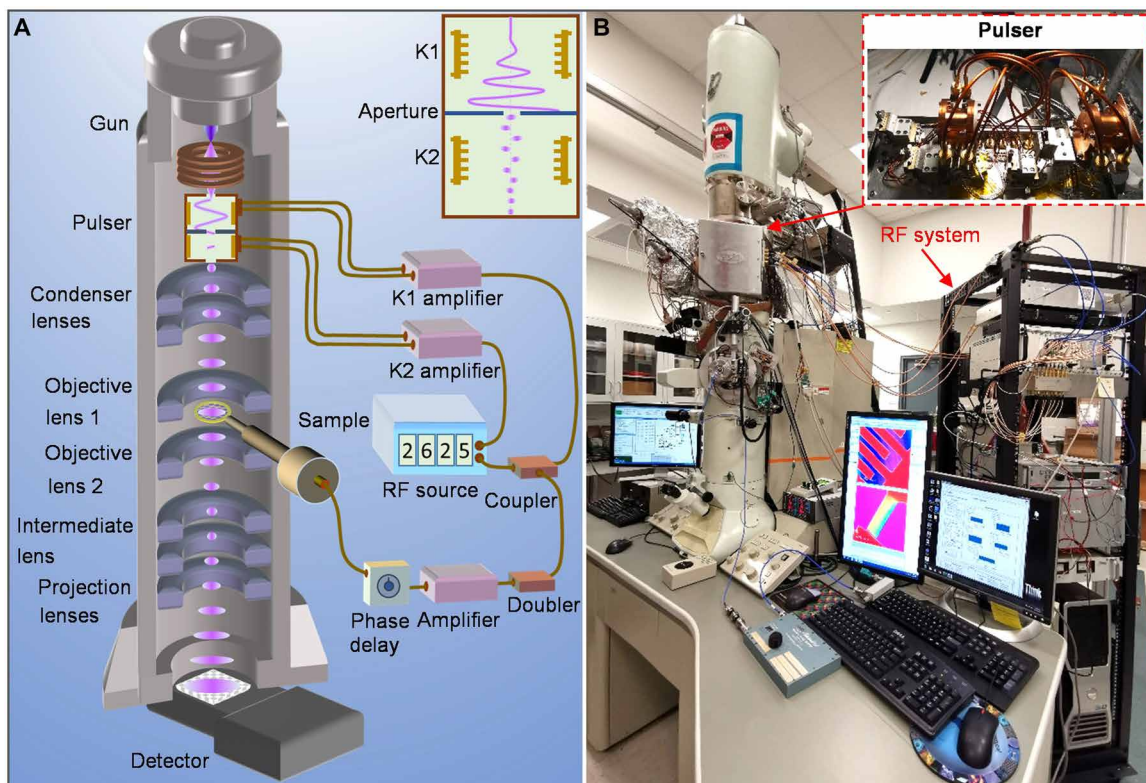 A
Gun
Pulser
Condenser
lenses
Objective
lens 1
Objective
lens 2
Intermediate
lens
Projection
lenses
Detector
K1
Aperture
K2
K1 amplifier
K2 amplifier
Sample
2625
RF source
Coupler
Doubler
Amplifier
Phase
delay
B
Pulser
RF system